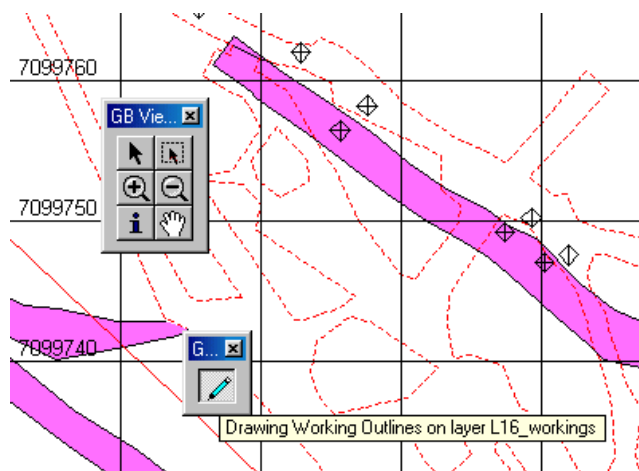 7099760
GB Vie...
7099750
7099740
G...
Drawing Working Outlines on layer L16_workings